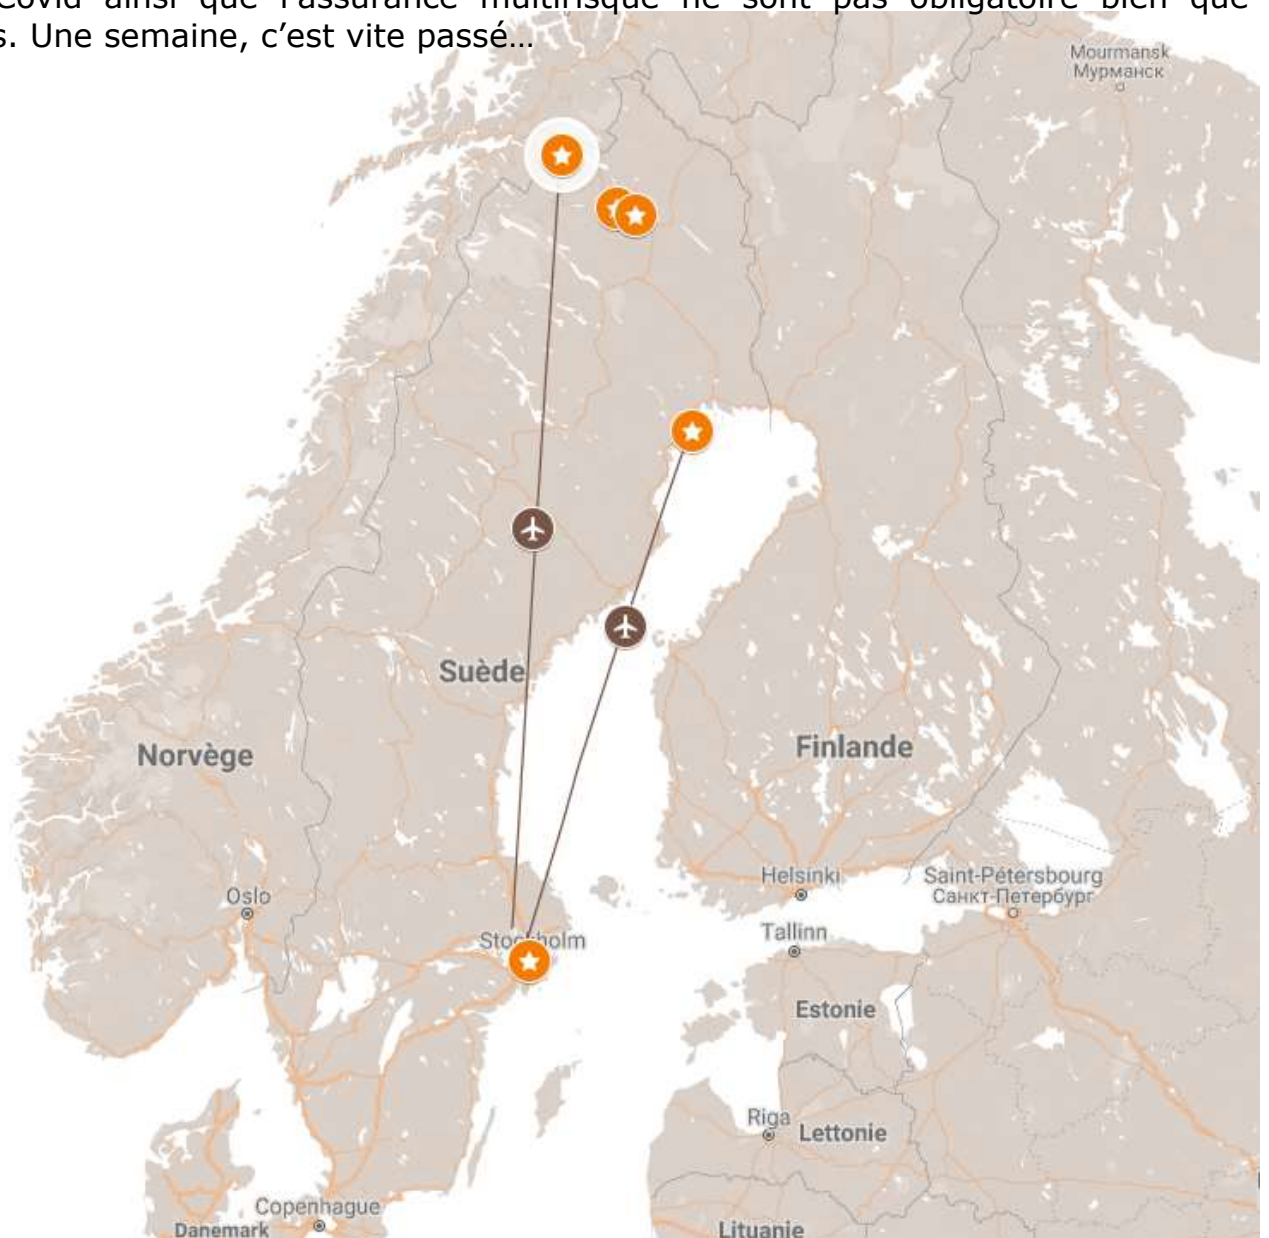 Covid ainsi que l'assurance multirisque ne sont pas obligatoire bien que
s. Une semaine, c'est vite passé…
Mourmansk
Мурманск
Suède
Norvège
Finlande
Helsinki
Saint-Pétersbourg
Санкт-Петербург
Oslo
Tallinn
Stockholm
Estonie
Riga
Lettonie
Copenhague
Danemark
Lituanie